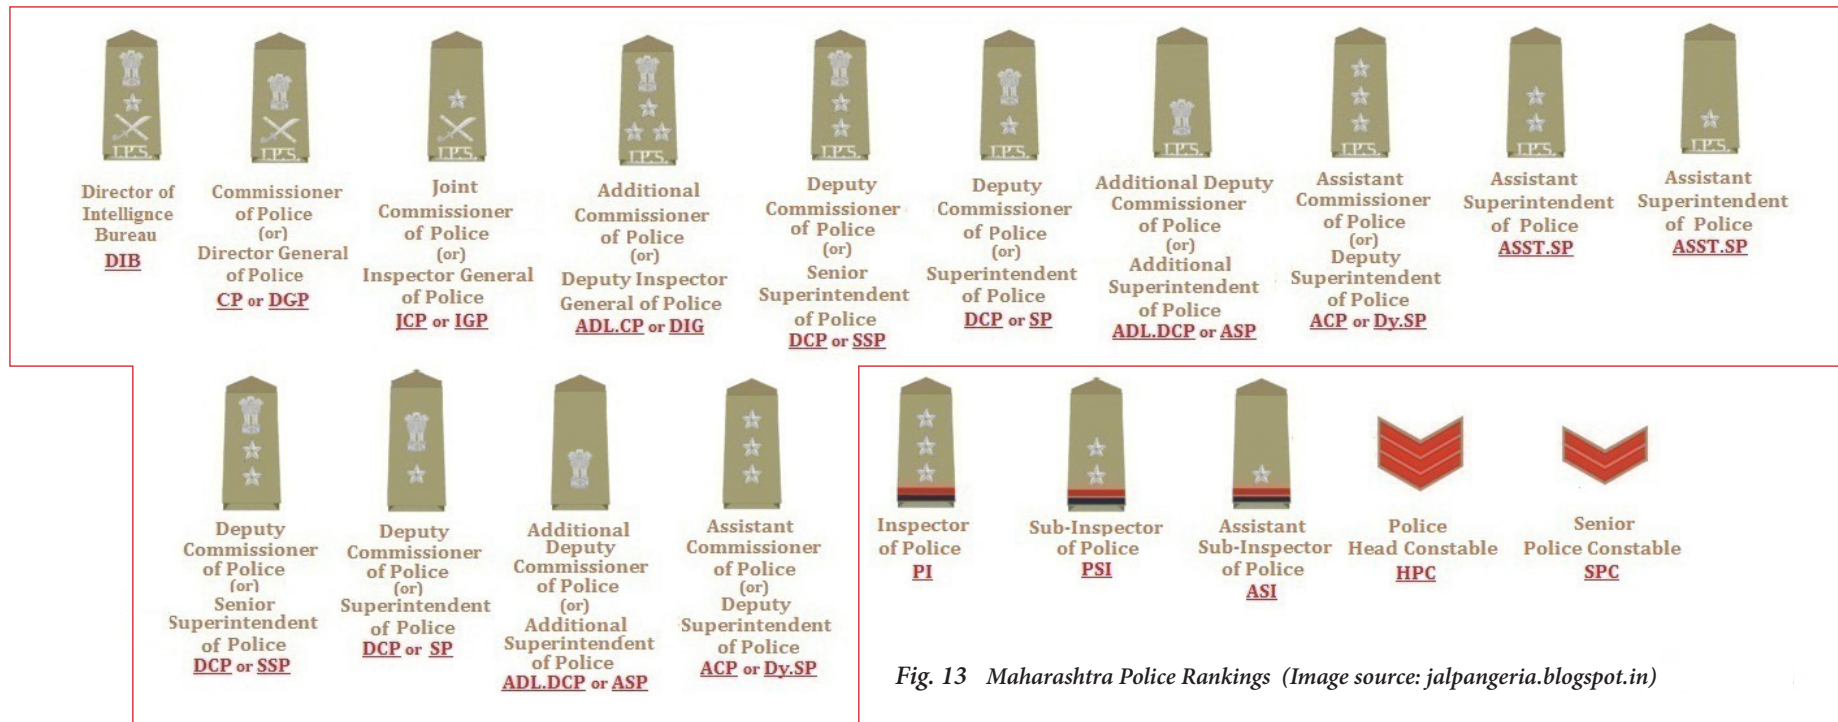 I.P.S.
Director of
Intellignce
Bureau
DIB
I.P.S.
Commissioner
of Police
(or)
Director General
of Police
CP or DGP
I.P.S.
Joint
Commissioner
of Police
(or)
Inspector General
of Police
JCP or IGP
I.P.S.
Additional
Commissioner
of Police
(or)
Deputy Inspector
General of Police
ADL.CP or DIG
I.P.S.
Deputy
Commissioner
of Police
(or)
Senior
Superintendent
of Police
DCP or SSP
I.P.S.
Deputy
Commissioner
of Police
(or)
Superintendent
of Police
DCP or SP
I.P.S.
Additional Deputy
Commissioner
of Police
(or)
Additional
Superintendent
of Police
ADL.DCP or ASP
I.P.S.
Assistant
Commissioner
of Police
(or)
Deputy
Superintendent
of Police
ACP or Dy.SP
I.P.S.
Assistant
Superintendent
of Police
ASST.SP
I.P.S.
Assistant
Superintendent
of Police
ASST.SP
Deputy
Commissioner
of Police
(or)
Senior
Superintendent
of Police
DCP or SSP
Deputy
Commissioner
of Police
(or)
Superintendent
of Police
DCP or SP
Additional
Deputy
Commissioner
of Police
(or)
Additional
Superintendent
of Police
ADL.DCP or ASP
Assistant
Commissioner
of Police
(or)
Deputy
Superintendent
of Police
ACP or Dy.SP
Inspector
of Police
PI
Sub-Inspector
of Police
PSI
Assistant
Sub-Inspector
of Police
ASI
Police
Head Constable
HPC
Senior
Police Constable
SPC
Fig. 13 Maharashtra Police Rankings (Image source: jalpangeria.blogspot.in)